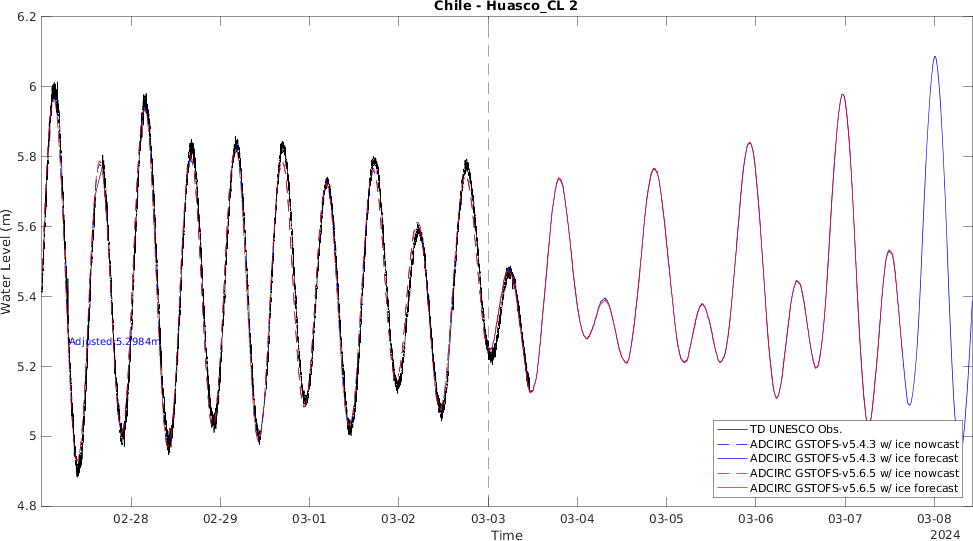 Chile - Huasco_CL 2
6.2
6
5.8
5.6
5.4
5.2
5
4.8
Water Level (m)
Adjusted:5.2984m
TD UNESCO Obs.
ADCIRC GSTOFS-v5.4.3 w/ ice nowcast
ADCIRC GSTOFS-v5.4.3 w/ ice forecast
ADCIRC GSTOFS-v5.6.5 w/ ice nowcast
ADCIRC GSTOFS-v5.6.5 w/ ice forecast
02-28 02-29 03-01 03-02 03-03 03-04 03-05 03-06 03-07 03-08
Time 2024